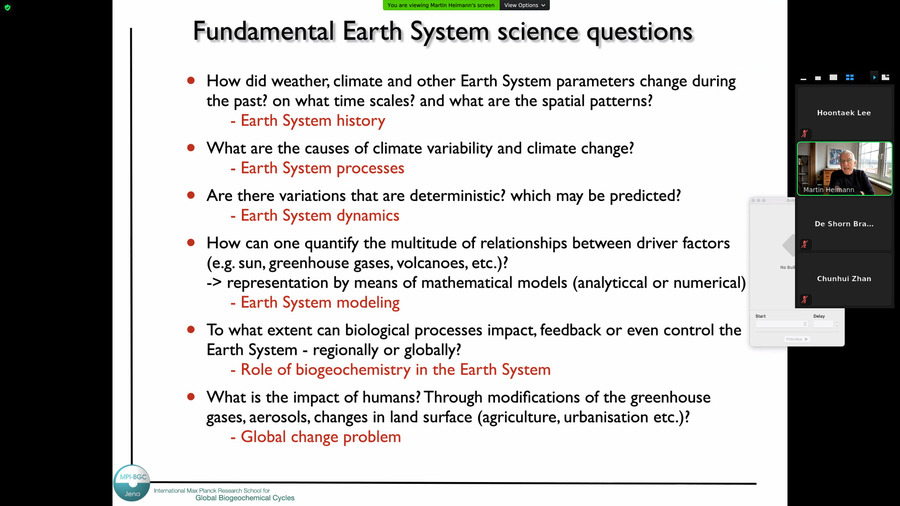 You are viewing Martin Heimann's screen
View Options
Fundamental Earth System science questions
How did weather, climate and other Earth System parameters change during
the past? on what time scales? and what are the spatial patterns?
- Earth System history
What are the causes of climate variability and climate change?
- Earth System processes
Are there variations that are deterministic? which may be predicted?
- Earth System dynamics
How can one quantify the multitude of relationships between driver factors
(e.g. sun, greenhouse gases, volcanoes, etc.)?
-> representation by means of mathematical models (analyticcal or numerical)
- Earth System modeling
To what extent can biological processes impact, feedback or even control the
Earth System - regionally or globally?
- Role of biogeochemistry in the Earth System
What is the impact of humans? Through modifications of the greenhouse
gases, aerosols, changes in land surface (agriculture, urbanisation etc.)?
- Global change problem
MPI-BGC
Jena
International Max Planck Research School for
Global Biogeochemical Cycles
Hoontaek Lee
Martin Heimann
De Shorn Bra...
Chunhui Zhan
Start
Delay
Preview